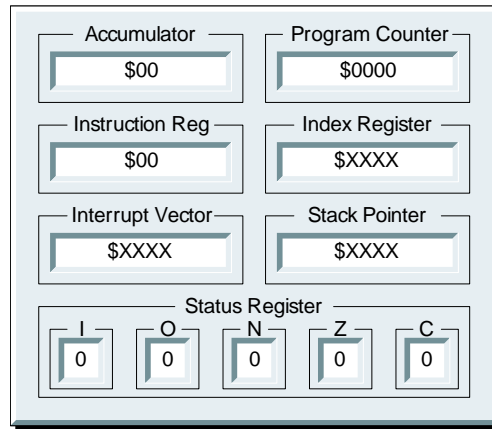 Accumulator Program Counter
$00 $0000
Instruction Reg Index Register
$00 $XXXX
Interrupt Vector Stack Pointer
$XXXX $XXXX
Status Register
I O N Z C
0 0 0 0 0